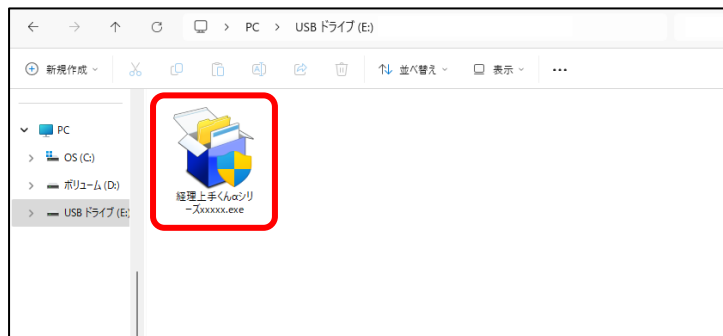 PC > USB ドライブ (E:)
新規作成 並べ替え 表示 ...
PC
OS (C:)
ボリューム (D:)
USB ドライブ (E:)
経理上手くんαシリ
ーズxxxxx.exe